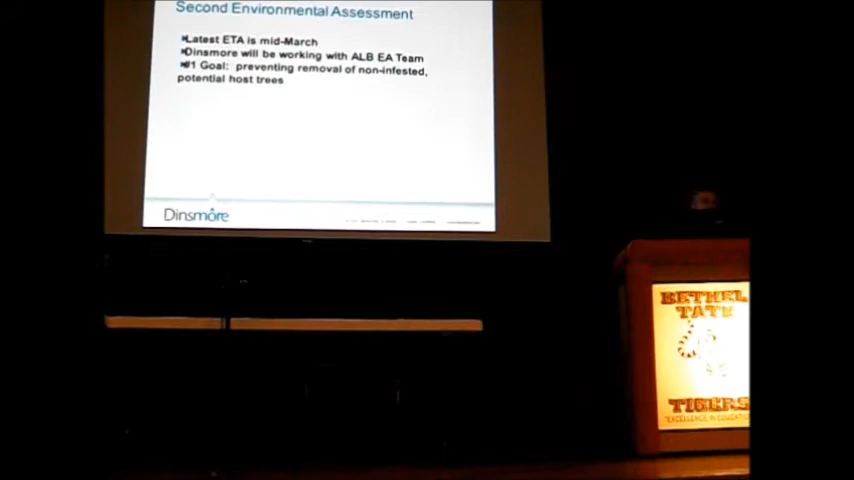 Second Environmental Assessment
▪Latest ETA is mid-March
▪Dinsmore will be working with ALB EA Team
▪#1 Goal: preventing removal of non-infested,
potential host trees
Dinsmore
BETHEL
TATE
TIGERS
"EXCELLENCE IN EDUCATION